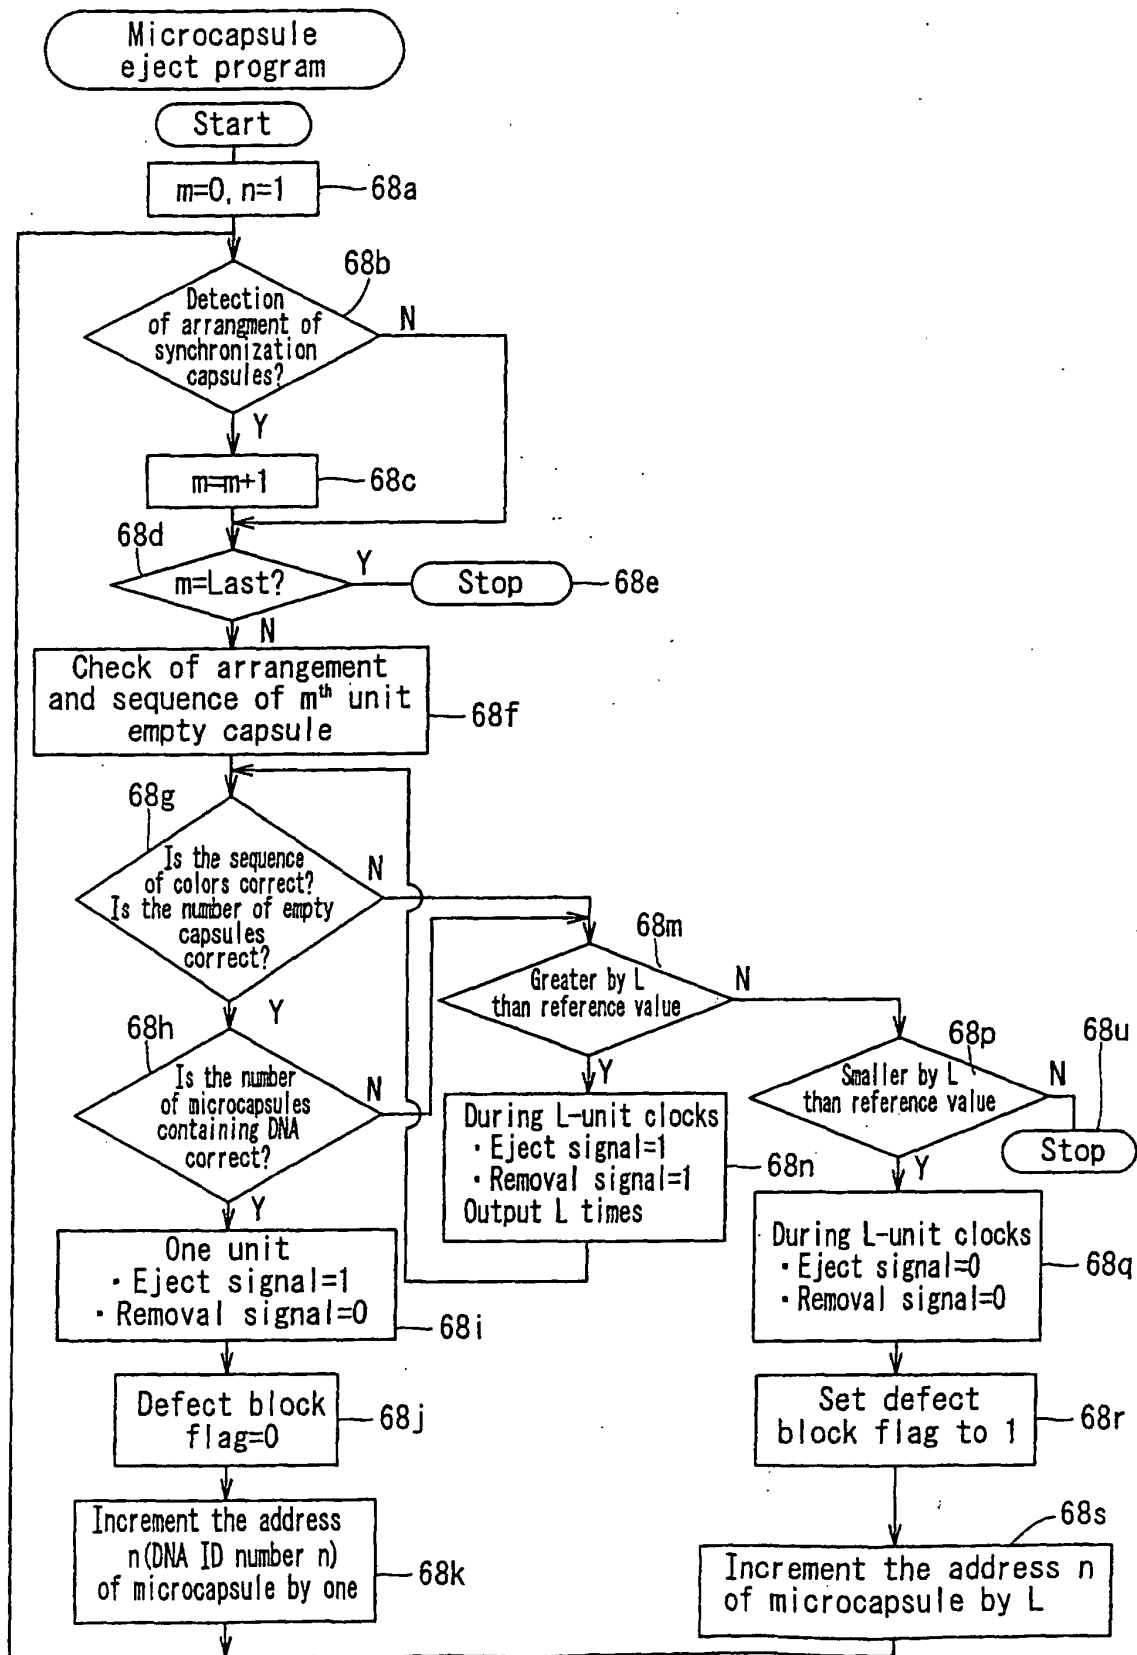 Microcapsule
eject program
Start
m=0, n=1
68a
68b
Detection
of arrangment of
synchronization
capsules?
N
Y
m=m+1
68c
68d
m=Last?
Y
Stop
68e
N
Check of arrangement
and sequence of mth unit
empty capsule
68f
68g
Is the sequence
of colors correct?
Is the number of empty
capsules
correct?
N
Y
68m
Greater by L
than reference value
N
Y
68h
Is the number
of microcapsules
containing DNA
correct?
N
Y
68p
Smaller by L
than reference value
N
68u
Stop
Y
During L-unit clocks
・Eject signal=1
・Removal signal=1
Output L times
68n
One unit
・Eject signal=1
・Removal signal=0
68i
During L-unit clocks
・Eject signal=0
・Removal signal=0
68q
Defect block
flag=0
68j
Set defect
block flag to 1
68r
Increment the address
n(DNA ID number n)
of microcapsule by one
68k
68s
Increment the address n
of microcapsule by L